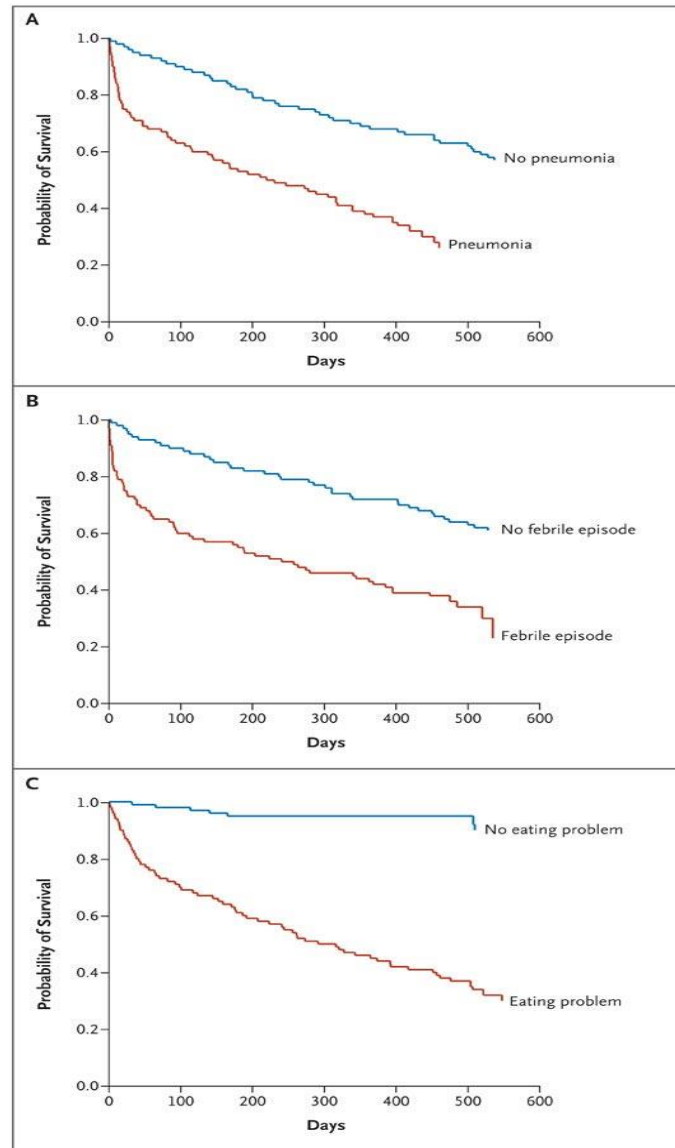 A
1.0
0.8
0.6
0.4
0.2
0.0
Probability of Survival
No pneumonia
Pneumonia
0 100 200 300 400 500 600
Days
B
1.0
0.8
0.6
0.4
0.2
0.0
Probability of Survival
No febrile episode
Febrile episode
0 100 200 300 400 500 600
Days
C
1.0
0.8
0.6
0.4
0.2
0.0
Probability of Survival
No eating problem
Eating problem
0 100 200 300 400 500 600
Days